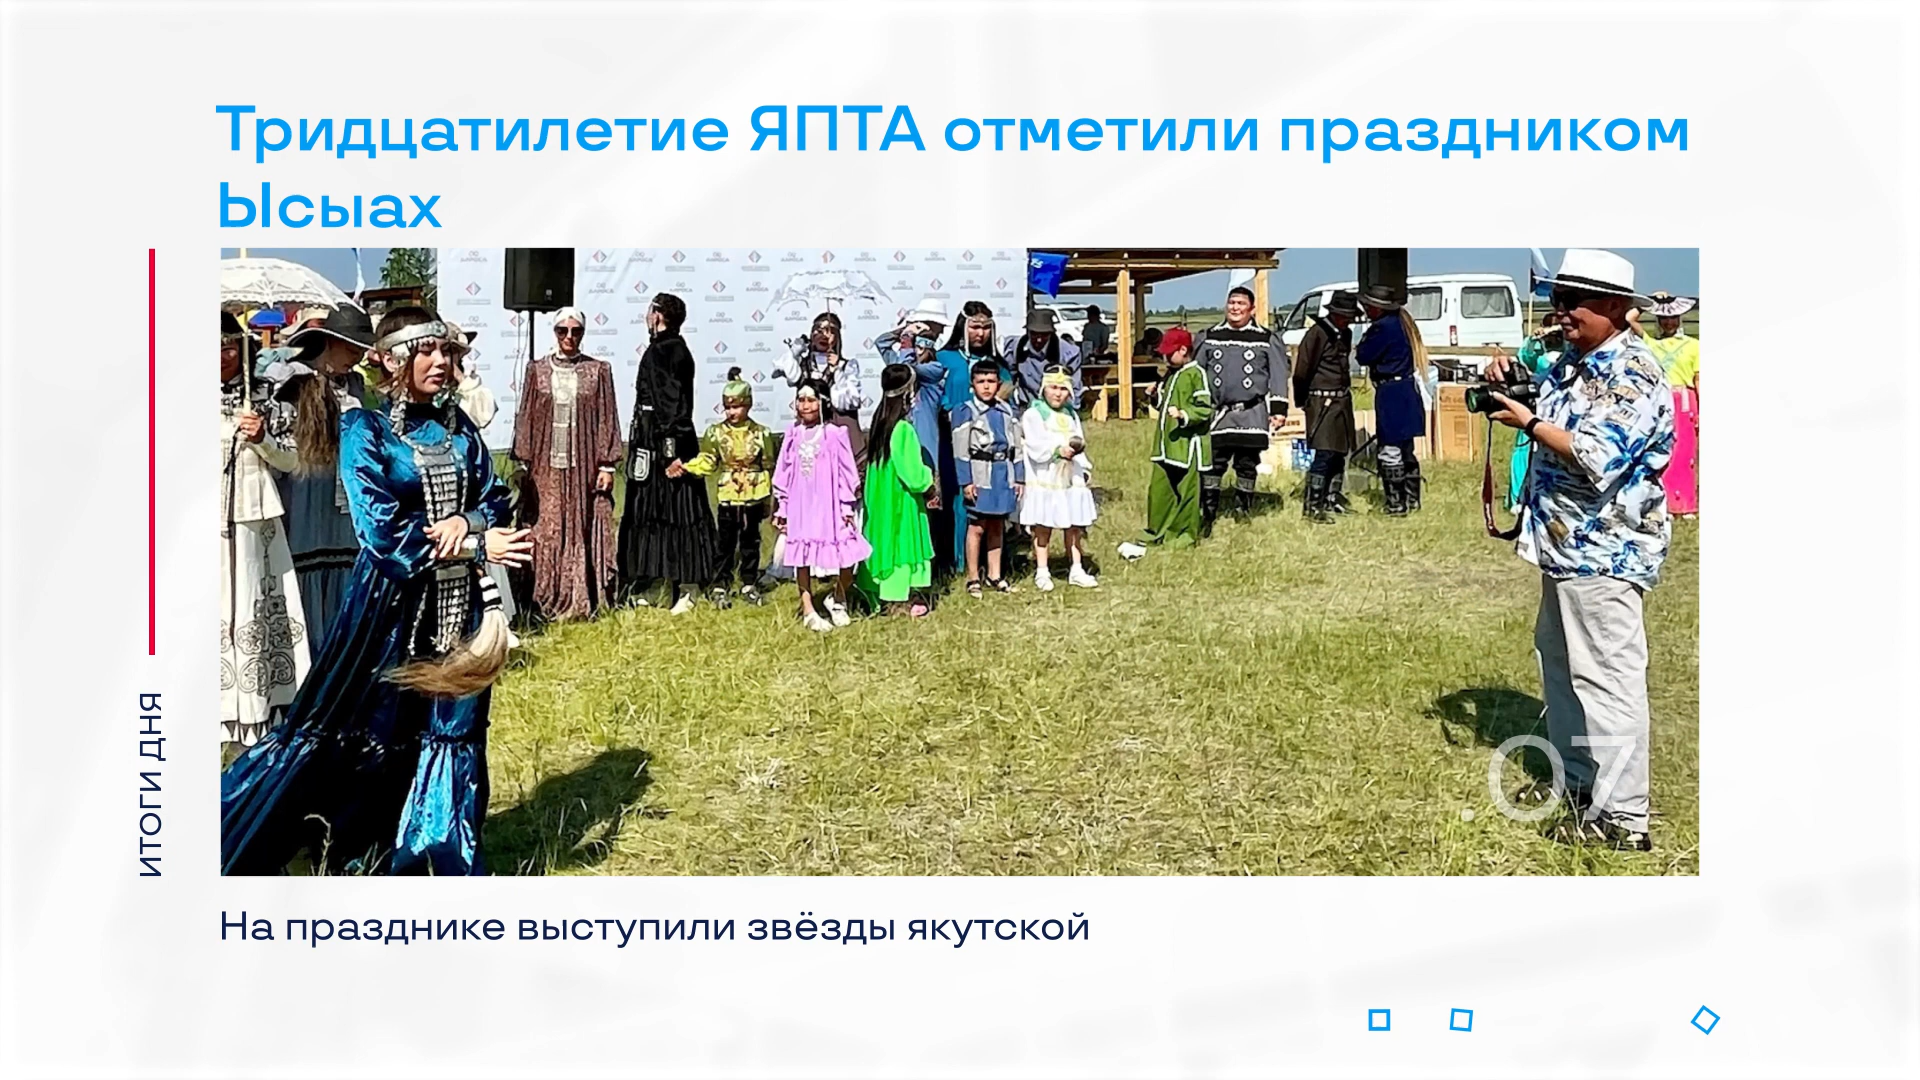 Тридцатилетие ЯПТА отметили праздником
Ысыах
ИТОГИ ДНЯ
.07
На празднике выступили звёзды якутской